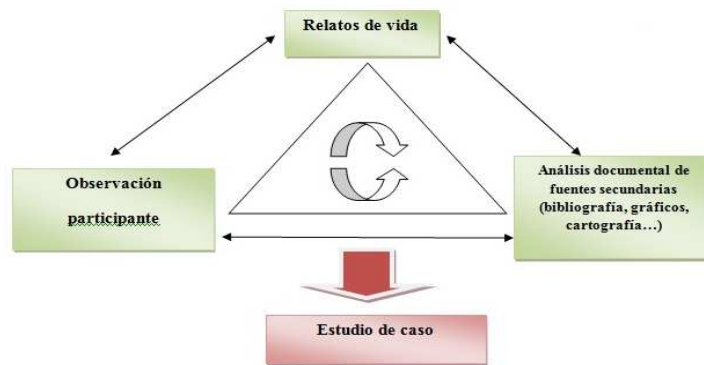 Relatos de vida
Observación
participante
Análisis documental de
fuentes secundarias
(bibliografía, gráficos,
cartografía…)
Estudio de caso